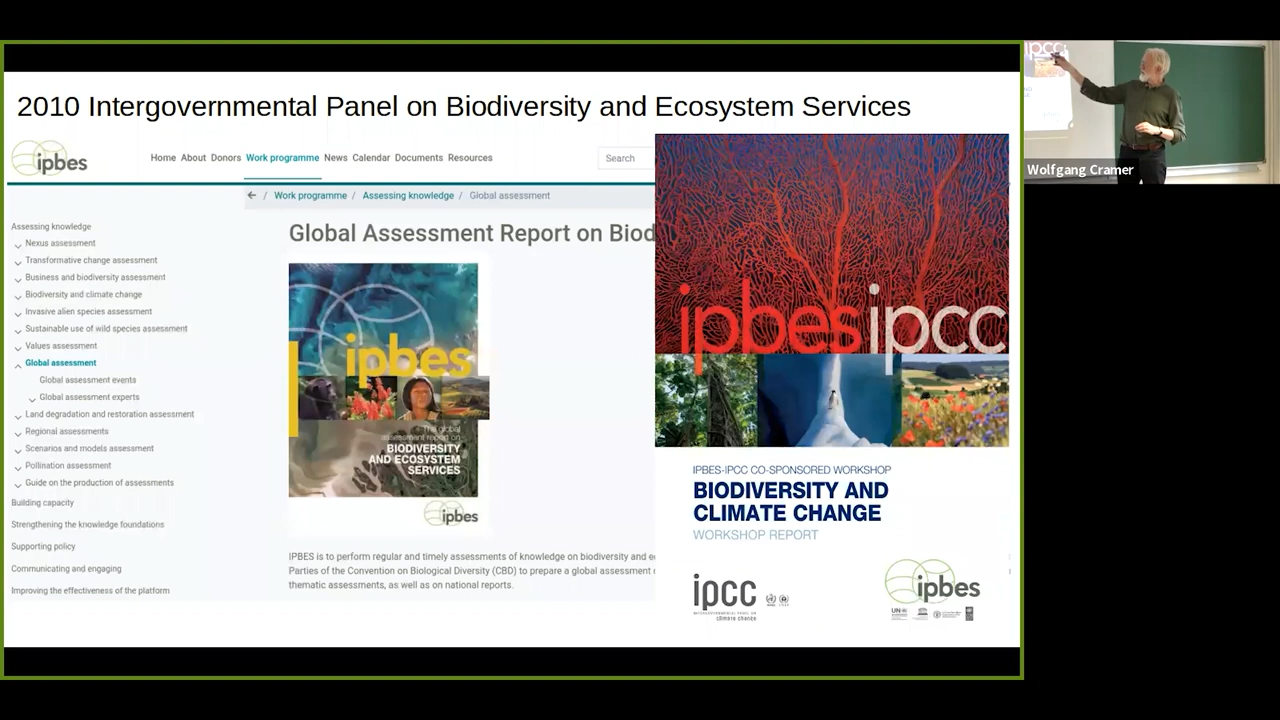 2010 Intergovernmental Panel on Biodiversity and Ecosystem Services
ipbes
Home About Donors Work programme News Calendar Documents Resources
Search
← / Work programme / Assessing knowledge / Global assessment
Assessing knowledge
Nexus assessment
Transformative change assessment
Business and biodiversity assessment
Biodiversity and climate change
Invasive alien species assessment
Sustainable use of wild species assessment
Values assessment
Global assessment
Global assessment events
Global assessment experts
Land degradation and restoration assessment
Regional assessments
Scenarios and models assessment
Pollination assessment
Guide on the production of assessments
Building capacity
Strengthening the knowledge foundations
Supporting policy
Communicating and engaging
Improving the effectiveness of the platform
Global Assessment Report on Biod
ipbes
The global
assessment report on
BIODIVERSITY
AND ECOSYSTEM
SERVICES
ipbes
IPBES is to perform regular and timely assessments of knowledge on biodiversity and e
Parties of the Convention on Biological Diversity (CBD) to prepare a global assessment
thematic assessments, as well as on national reports.
ipbes ipcc
IPBES-IPCC CO-SPONSORED WORKSHOP
BIODIVERSITY AND
CLIMATE CHANGE
WORKSHOP REPORT
ipcc
INTERGOVERNMENTAL PANEL ON
climate change
ipbes
UN
ipcc
Wolfgang Cramer